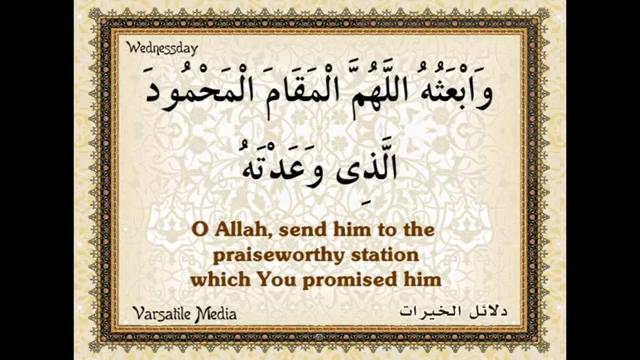 Wednessday
وَابْعَثْهُ اللَّهُمَّ الْمَقَامَ الْمَحْمُودَ
الَّذِى وَعَدْتَهُ
O Allah, send him to the
praiseworthy station
which You promised him
Varsatile Media
دلائل الخيرات